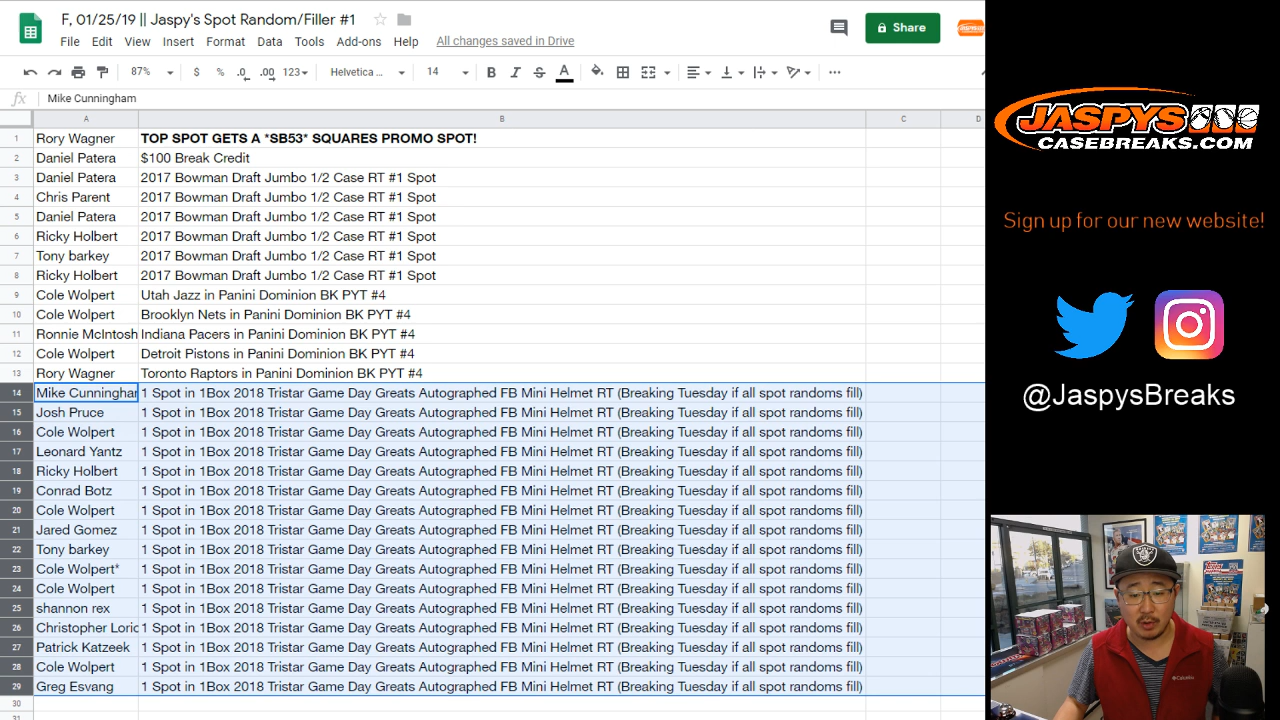 F, 01/25/19 || Jaspy's Spot Random/Filler #1
File Edit View Insert Format Data Tools Add-ons Help All changes saved in Drive
Share
87% $ % .0 .00 123 Helvetica ... 14 B I S A
fx Mike Cunningham
A B C D
1 Rory Wagner TOP SPOT GETS A *SB53* SQUARES PROMO SPOT!
2 Daniel Patera $100 Break Credit
3 Daniel Patera 2017 Bowman Draft Jumbo 1/2 Case RT #1 Spot
4 Chris Parent 2017 Bowman Draft Jumbo 1/2 Case RT #1 Spot
5 Daniel Patera 2017 Bowman Draft Jumbo 1/2 Case RT #1 Spot
6 Ricky Holbert 2017 Bowman Draft Jumbo 1/2 Case RT #1 Spot
7 Tony barkey 2017 Bowman Draft Jumbo 1/2 Case RT #1 Spot
8 Ricky Holbert 2017 Bowman Draft Jumbo 1/2 Case RT #1 Spot
9 Cole Wolpert Utah Jazz in Panini Dominion BK PYT #4
10 Cole Wolpert Brooklyn Nets in Panini Dominion BK PYT #4
11 Ronnie McIntosh Indiana Pacers in Panini Dominion BK PYT #4
12 Cole Wolpert Detroit Pistons in Panini Dominion BK PYT #4
13 Rory Wagner Toronto Raptors in Panini Dominion BK PYT #4
14 Mike Cunningham 1 Spot in 1Box 2018 Tristar Game Day Greats Autographed FB Mini Helmet RT (Breaking Tuesday if all spot randoms fill)
15 Josh Pruce 1 Spot in 1Box 2018 Tristar Game Day Greats Autographed FB Mini Helmet RT (Breaking Tuesday if all spot randoms fill)
16 Cole Wolpert 1 Spot in 1Box 2018 Tristar Game Day Greats Autographed FB Mini Helmet RT (Breaking Tuesday if all spot randoms fill)
17 Leonard Yantz 1 Spot in 1Box 2018 Tristar Game Day Greats Autographed FB Mini Helmet RT (Breaking Tuesday if all spot randoms fill)
18 Ricky Holbert 1 Spot in 1Box 2018 Tristar Game Day Greats Autographed FB Mini Helmet RT (Breaking Tuesday if all spot randoms fill)
19 Conrad Botz 1 Spot in 1Box 2018 Tristar Game Day Greats Autographed FB Mini Helmet RT (Breaking Tuesday if all spot randoms fill)
20 Cole Wolpert 1 Spot in 1Box 2018 Tristar Game Day Greats Autographed FB Mini Helmet RT (Breaking Tuesday if all spot randoms fill)
21 Jared Gomez 1 Spot in 1Box 2018 Tristar Game Day Greats Autographed FB Mini Helmet RT (Breaking Tuesday if all spot randoms fill)
22 Tony barkey 1 Spot in 1Box 2018 Tristar Game Day Greats Autographed FB Mini Helmet RT (Breaking Tuesday if all spot randoms fill)
23 Cole Wolpert* 1 Spot in 1Box 2018 Tristar Game Day Greats Autographed FB Mini Helmet RT (Breaking Tuesday if all spot randoms fill)
24 Cole Wolpert 1 Spot in 1Box 2018 Tristar Game Day Greats Autographed FB Mini Helmet RT (Breaking Tuesday if all spot randoms fill)
25 shannon rex 1 Spot in 1Box 2018 Tristar Game Day Greats Autographed FB Mini Helmet RT (Breaking Tuesday if all spot randoms fill)
26 Christopher Loric 1 Spot in 1Box 2018 Tristar Game Day Greats Autographed FB Mini Helmet RT (Breaking Tuesday if all spot randoms fill)
27 Patrick Katzeek 1 Spot in 1Box 2018 Tristar Game Day Greats Autographed FB Mini Helmet RT (Breaking Tuesday if all spot randoms fill)
28 Cole Wolpert 1 Spot in 1Box 2018 Tristar Game Day Greats Autographed FB Mini Helmet RT (Breaking Tuesday if all spot randoms fill)
29 Greg Esvang 1 Spot in 1Box 2018 Tristar Game Day Greats Autographed FB Mini Helmet RT (Breaking Tuesday if all spot randoms fill)
30
31
JASPYS
CASEBREAKS.COM
Sign up for our new website!
@JaspysBreaks
Columbia